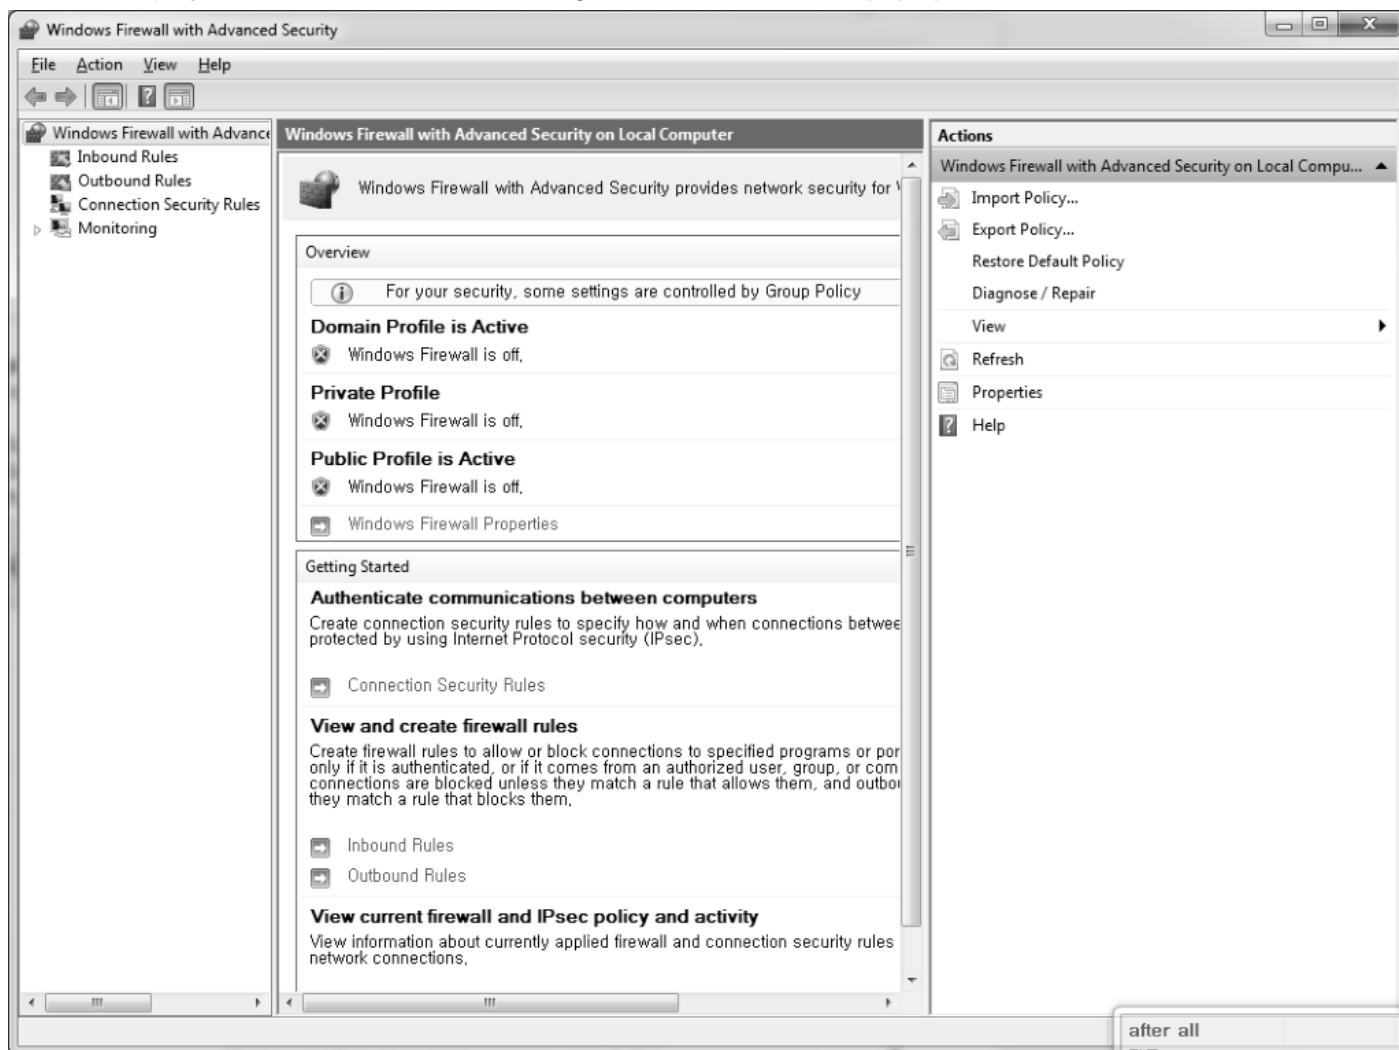 Windows Firewall with Advanced Security
File Action View Help
Windows Firewall with Advance
Inbound Rules
Outbound Rules
Connection Security Rules
Monitoring
Windows Firewall with Advanced Security on Local Computer
Windows Firewall with Advanced Security provides network security for
Overview
For your security, some settings are controlled by Group Policy
Domain Profile is Active
Windows Firewall is off.
Private Profile
Windows Firewall is off.
Public Profile is Active
Windows Firewall is off.
Windows Firewall Properties
Getting Started
Authenticate communications between computers
Create connection security rules to specify how and when connections betwee
protected by using Internet Protocol security (IPsec).
Connection Security Rules
View and create firewall rules
Create firewall rules to allow or block connections to specified programs or por
only if it is authenticated, or if it comes from an authorized user, group, or com
connections are blocked unless they match a rule that allows them, and outbou
they match a rule that blocks them.
Inbound Rules
Outbound Rules
View current firewall and IPsec policy and activity
View information about currently applied firewall and connection security rules
network connections.
Actions
Windows Firewall with Advanced Security on Local Compu...
Import Policy...
Export Policy...
Restore Default Policy
Diagnose / Repair
View
Refresh
Properties
Help
after all